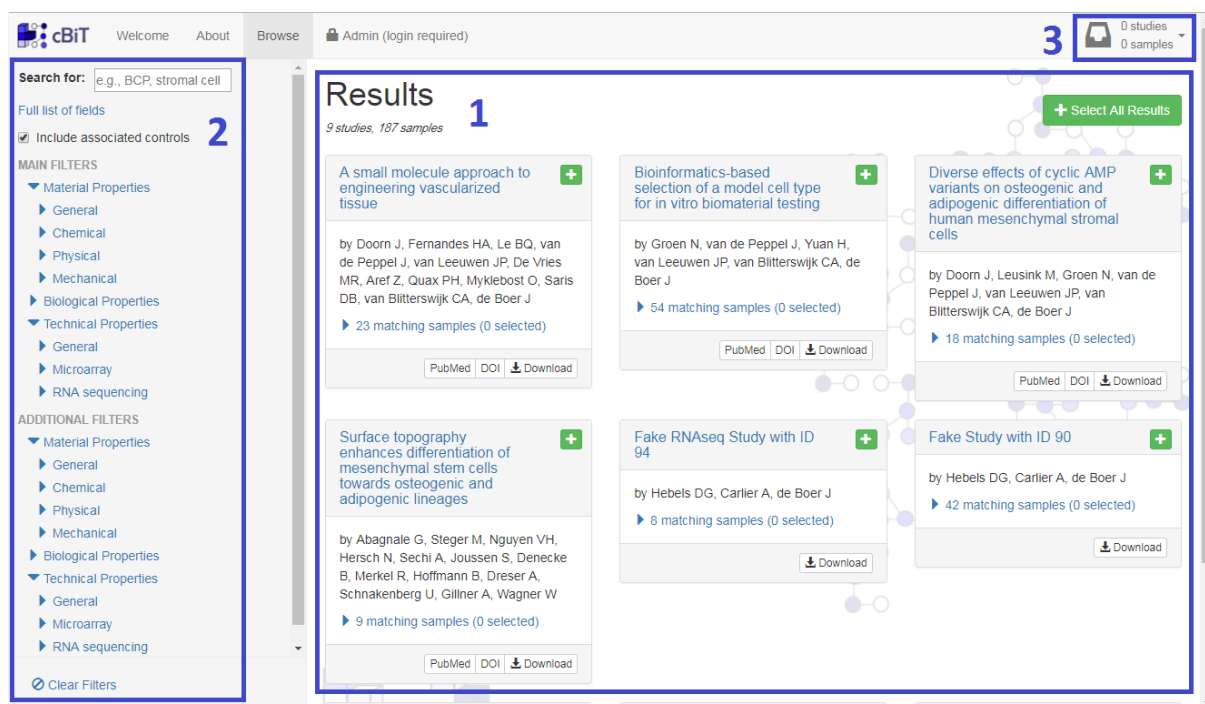 cBiT
Welcome
About
Browse
Admin (login required)
3
0 studies
0 samples
Search for:
e.g., BCP, stromal cell
Full list of fields
Include associated controls
2
MAIN FILTERS
Material Properties
General
Chemical
Physical
Mechanical
Biological Properties
Technical Properties
General
Microarray
RNA sequencing
ADDITIONAL FILTERS
Material Properties
General
Chemical
Physical
Mechanical
Biological Properties
Technical Properties
General
Microarray
RNA sequencing
Clear Filters
Results
1
9 studies, 187 samples
Select All Results
A small molecule approach to
engineering vascularized
tissue
by Doorn J, Fernandes HA, Le BQ, van
de Peppel J, van Leeuwen JP, De Vries
MR, Aref Z, Quax PH, Myklebost O, Saris
DB, van Blitterswijk CA, de Boer J
23 matching samples (0 selected)
PubMed DOI Download
Bioinformatics-based
selection of a model cell type
for in vitro biomaterial testing
by Groen N, van de Peppel J, Yuan H,
van Leeuwen JP, van Blitterswijk CA, de
Boer J
54 matching samples (0 selected)
PubMed DOI Download
Diverse effects of cyclic AMP
variants on osteogenic and
adipogenic differentiation of
human mesenchymal stromal
cells
by Doorn J, Leusink M, Groen N, van de
Peppel J, van Leeuwen JP, van
Blitterswijk CA, de Boer J
18 matching samples (0 selected)
PubMed DOI Download
Surface topography
enhances differentiation of
mesenchymal stem cells
towards osteogenic and
adipogenic lineages
by Abagnale G, Steger M, Nguyen VH,
Hersch N, Sechi A, Joussen S, Denecke
B, Merkel R, Hoffmann B, Dreser A,
Schnakenberg U, Gillner A, Wagner W
9 matching samples (0 selected)
PubMed DOI Download
Fake RNAseq Study with ID
94
by Hebels DG, Carlier A, de Boer J
8 matching samples (0 selected)
Download
Fake Study with ID 90
by Hebels DG, Carlier A, de Boer J
42 matching samples (0 selected)
Download